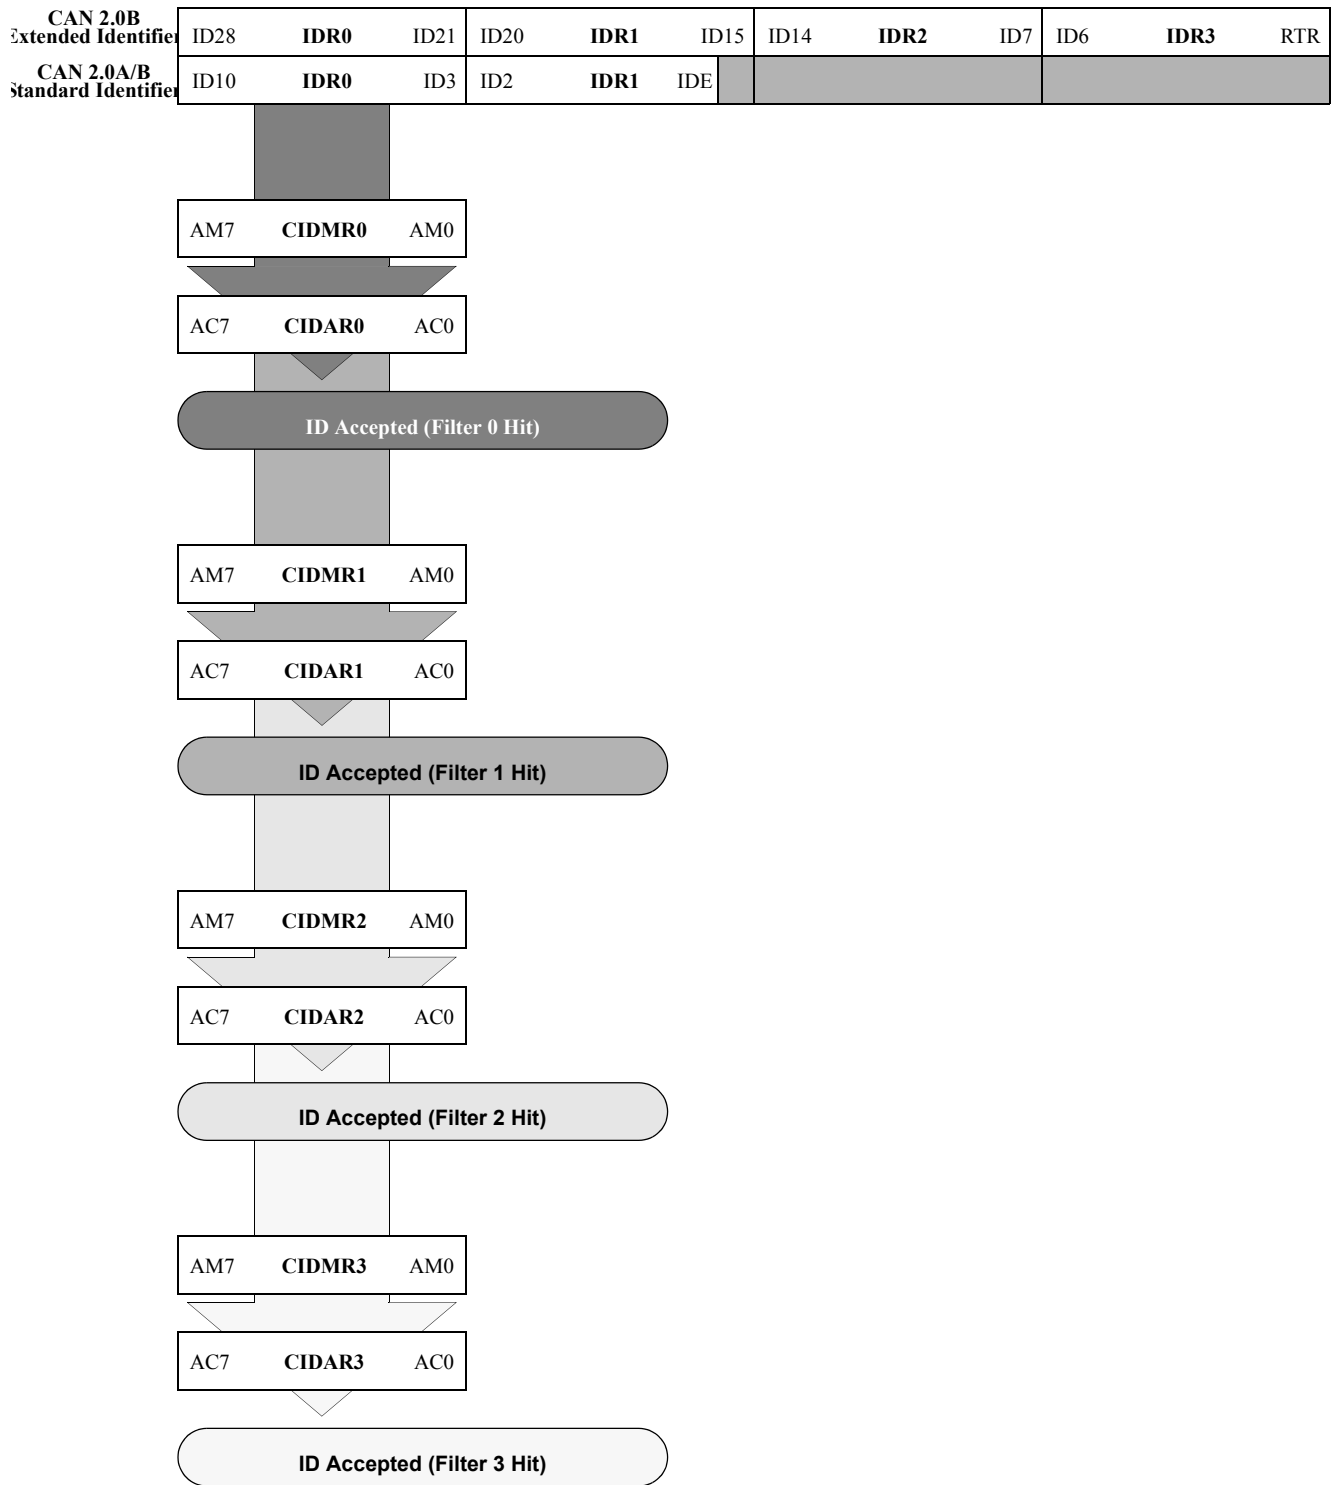 CAN 2.0B
Extended Identifier ID28 IDR0 ID21 ID20 IDR1 ID15 ID14 IDR2 ID7 ID6 IDR3 RTR
CAN 2.0A/B
Standard Identifier ID10 IDR0 ID3 ID2 IDR1 IDE
AM7 CIDMR0 AM0
AC7 CIDAR0 AC0
ID Accepted (Filter 0 Hit)
AM7 CIDMR1 AM0
AC7 CIDAR1 AC0
ID Accepted (Filter 1 Hit)
AM7 CIDMR2 AM0
AC7 CIDAR2 AC0
ID Accepted (Filter 2 Hit)
AM7 CIDMR3 AM0
AC7 CIDAR3 AC0
ID Accepted (Filter 3 Hit)